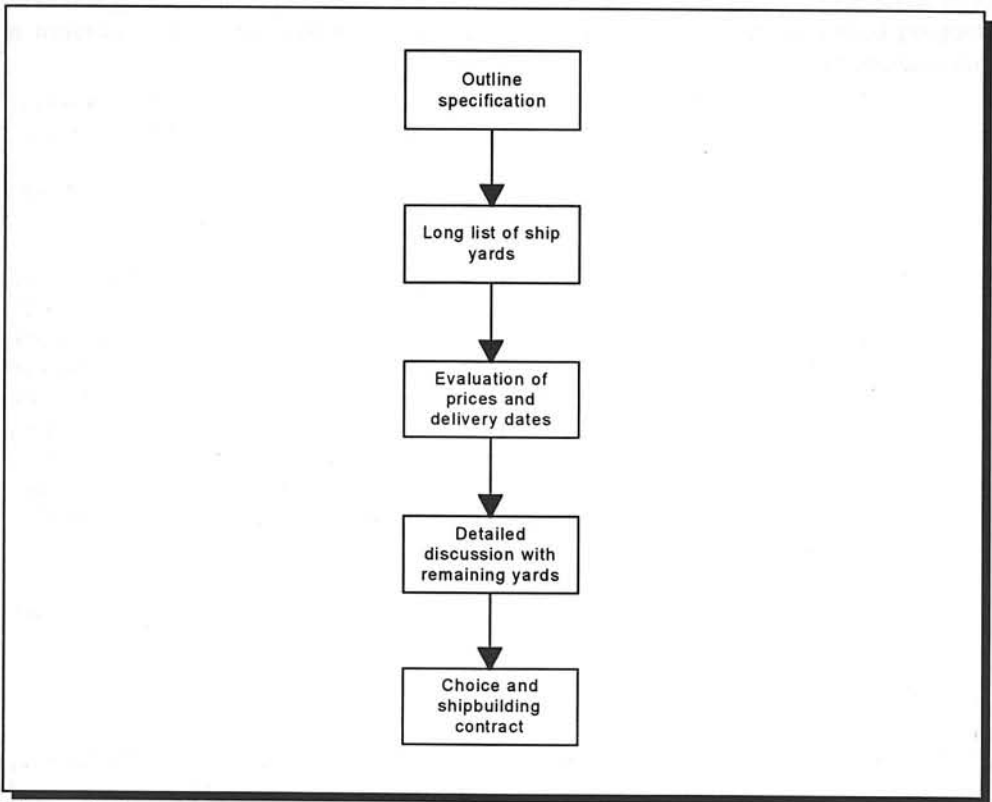 Outline
specification
Long list of ship
yards
Evaluation of
prices and
delivery dates
Detailed
discussion with
remaining yards
Choice and
shipbuilding
contract